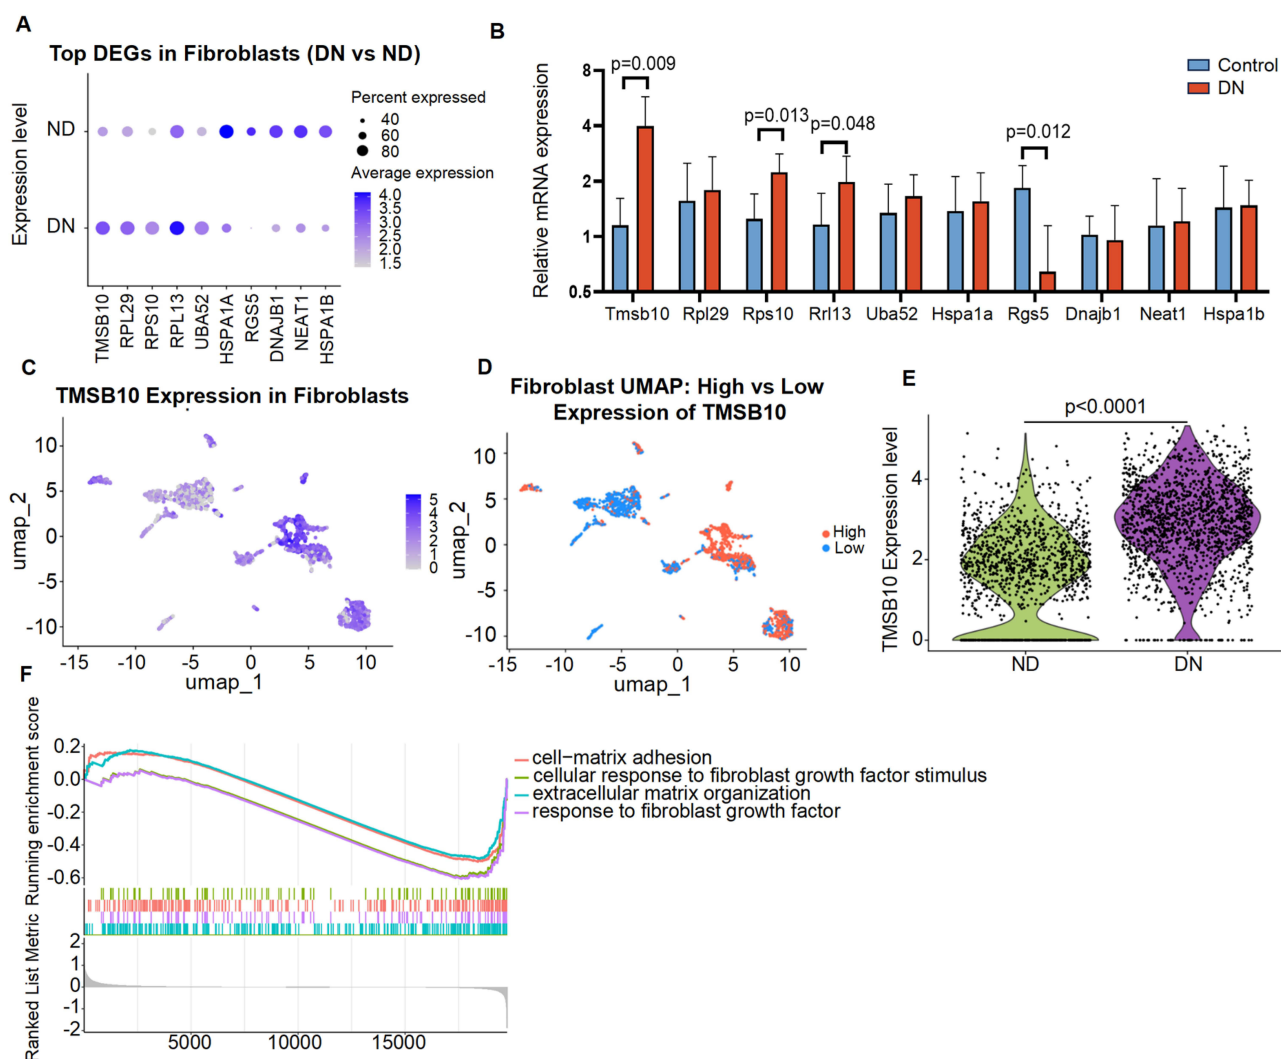 A
Top DEGs in Fibroblasts (DN vs ND)
Expression level
ND
DN
Percent expressed
40
60
80
Average expression
4.0
3.5
3.0
2.5
2.0
1.5
TMSB10
RPL29
RPS10
RPL13
UBA52
HSPA1A
RGS5
DNAJB1
NEAT1
HSPA1B
B
Relative mRNA expression
8
4
2
1
0.5
p=0.009
p=0.013
p=0.048
p=0.012
Control
DN
Tmsb10
Rpl29
Rps10
Rrl13
Uba52
Hspa1a
Rgs5
Dnajb1
Neat1
Hspa1b
C
TMSB10 Expression in Fibroblasts
umap_2
10
5
0
-5
-10
-15
-10
-5
0
5
10
umap_1
5
4
3
2
1
0
D
Fibroblast UMAP: High vs Low
Expression of TMSB10
umap_2
10
5
0
-5
-10
-15
-10
-5
0
5
10
umap_1
High
Low
E
TMSB10 Expression level
p<0.0001
4
2
0
ND
DN
F
Running enrichment score
0.2
0.0
-0.2
-0.4
-0.6
cell−matrix adhesion
cellular response to fibroblast growth factor stimulus
extracellular matrix organization
response to fibroblast growth factor
Ranked List Metric
2
1
0
-1
-2
5000
10000
15000